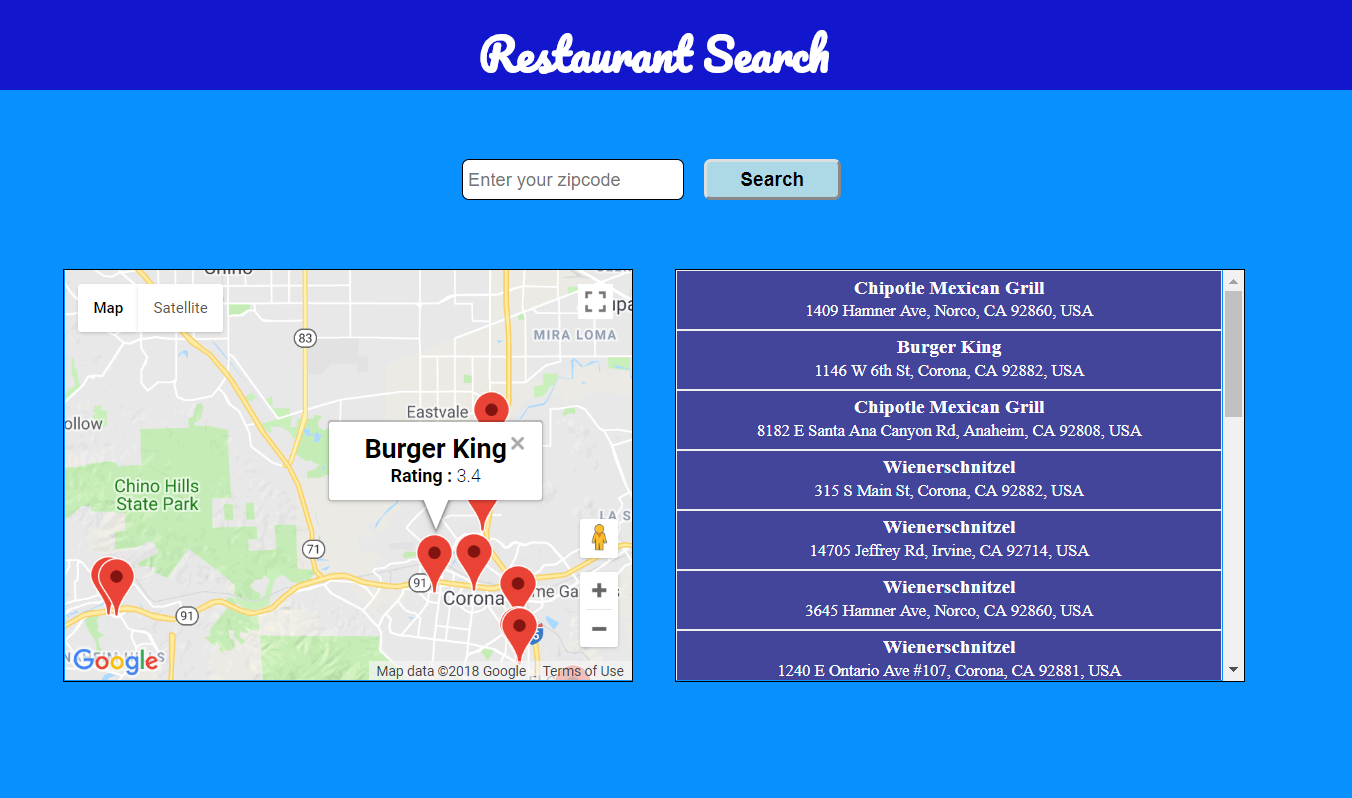 Restaurant Search
Enter your zipcode
Search
Map
Satellite
83
MIRA LOMA
Eastvale
Burger King
×
Rating : 3.4
Chino Hills
State Park
71
91
Corona
91
Google
Map data ©2018 Google
Terms of Use
Chipotle Mexican Grill
1409 Hamner Ave, Norco, CA 92860, USA
Burger King
1146 W 6th St, Corona, CA 92882, USA
Chipotle Mexican Grill
8182 E Santa Ana Canyon Rd, Anaheim, CA 92808, USA
Wienerschnitzel
315 S Main St, Corona, CA 92882, USA
Wienerschnitzel
14705 Jeffrey Rd, Irvine, CA 92714, USA
Wienerschnitzel
3645 Hamner Ave, Norco, CA 92860, USA
Wienerschnitzel
1240 E Ontario Ave #107, Corona, CA 92881, USA